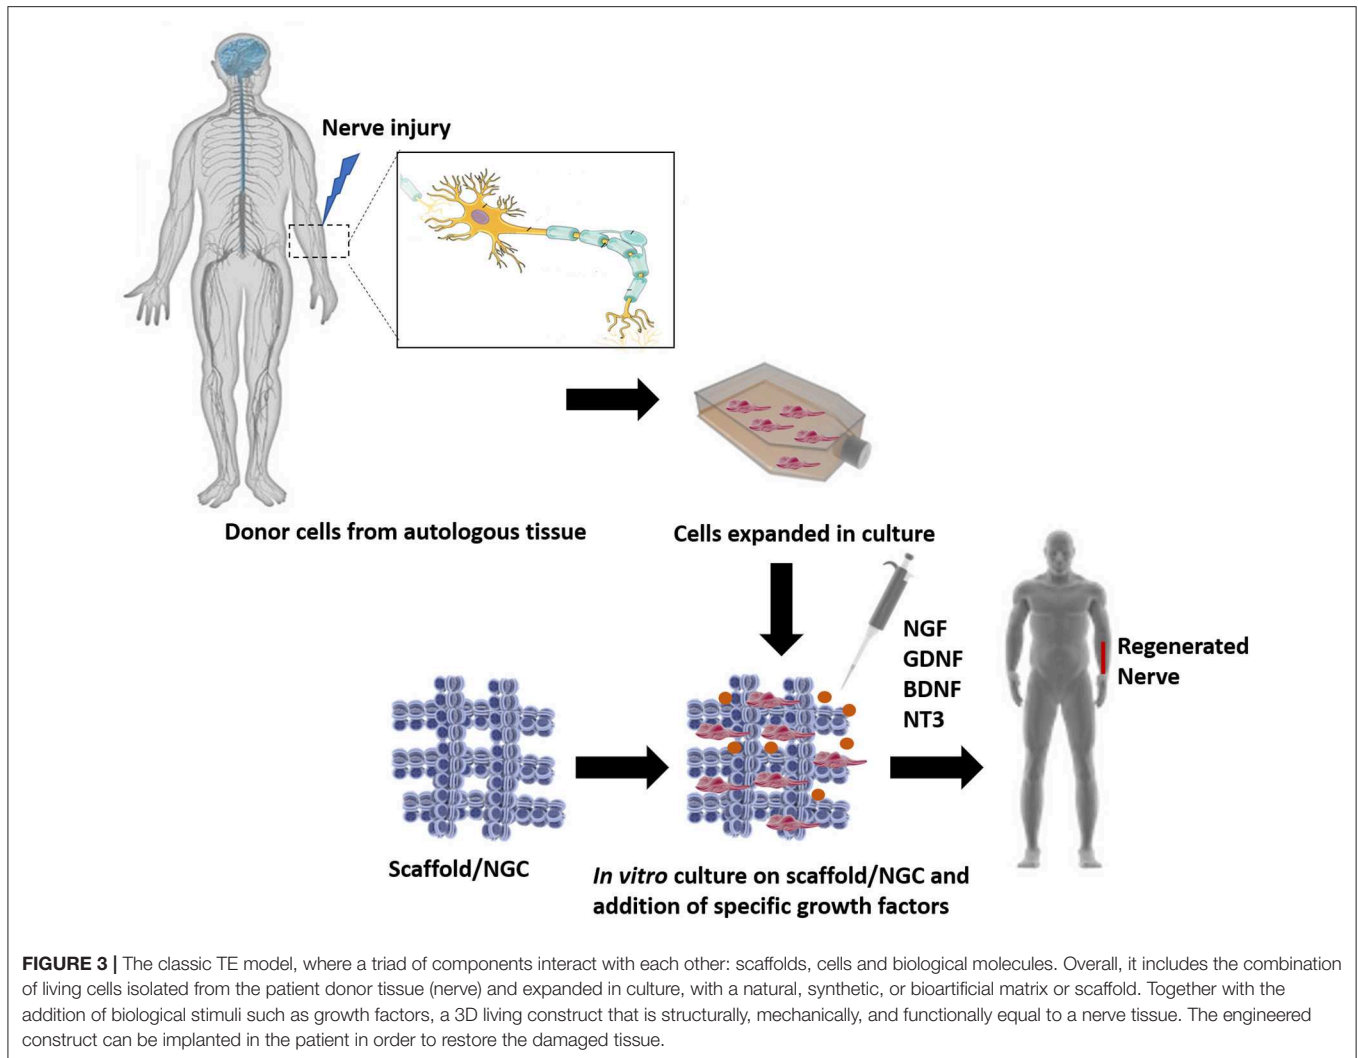 Nerve injury
Donor cells from autologous tissue
Cells expanded in culture
NGF
GDNF
BDNF
NT3
Regenerated
Nerve
Scaffold/NGC
In vitro culture on scaffold/NGC and
addition of specific growth factors
FIGURE 3 | The classic TE model, where a triad of components interact with each other: scaffolds, cells and biological molecules. Overall, it includes the combination
of living cells isolated from the patient donor tissue (nerve) and expanded in culture, with a natural, synthetic, or bioartificial matrix or scaffold. Together with the
addition of biological stimuli such as growth factors, a 3D living construct that is structurally, mechanically, and functionally equal to a nerve tissue. The engineered
construct can be implanted in the patient in order to restore the damaged tissue.